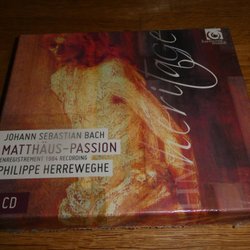 heritage
JOHANN SEBASTIAN BACH
MATTHÄUS-PASSION
ENREGISTREMENT 1984 RECORDING
PHILIPPE HERREWEGHE
CD